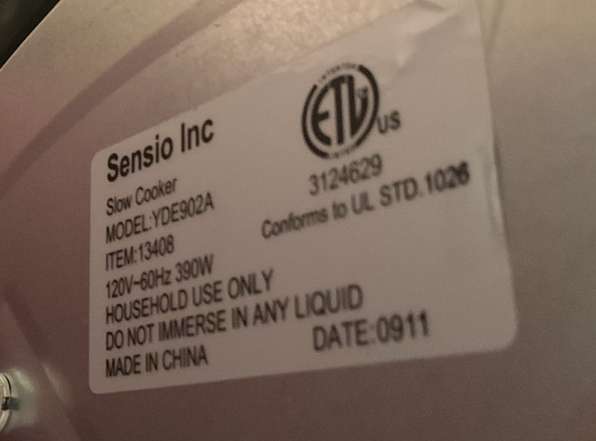 Sensio Inc
Slow Cooker
MODEL:YDE902A
ITEM:13408
120V~60Hz 390W
HOUSEHOLD USE ONLY
DO NOT IMMERSE IN ANY LIQUID
MADE IN CHINA
DATE:0911
INTERTEK
ETL
US
3124629
Conforms to UL STD.1026